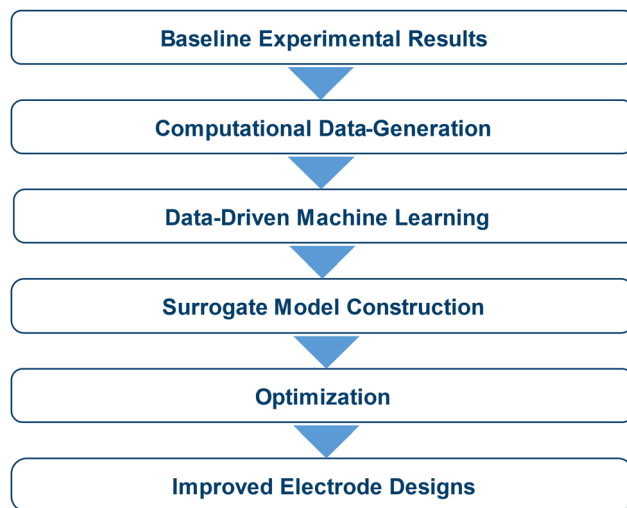 Baseline Experimental Results
Computational Data-Generation
Data-Driven Machine Learning
Surrogate Model Construction
Optimization
Improved Electrode Designs